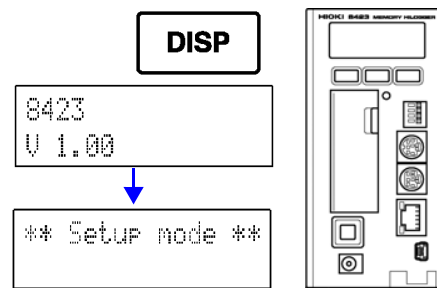 DISP
8423
V 1.00
** Setup mode **
HIOKI 8423 MEMORY HiLOGGER